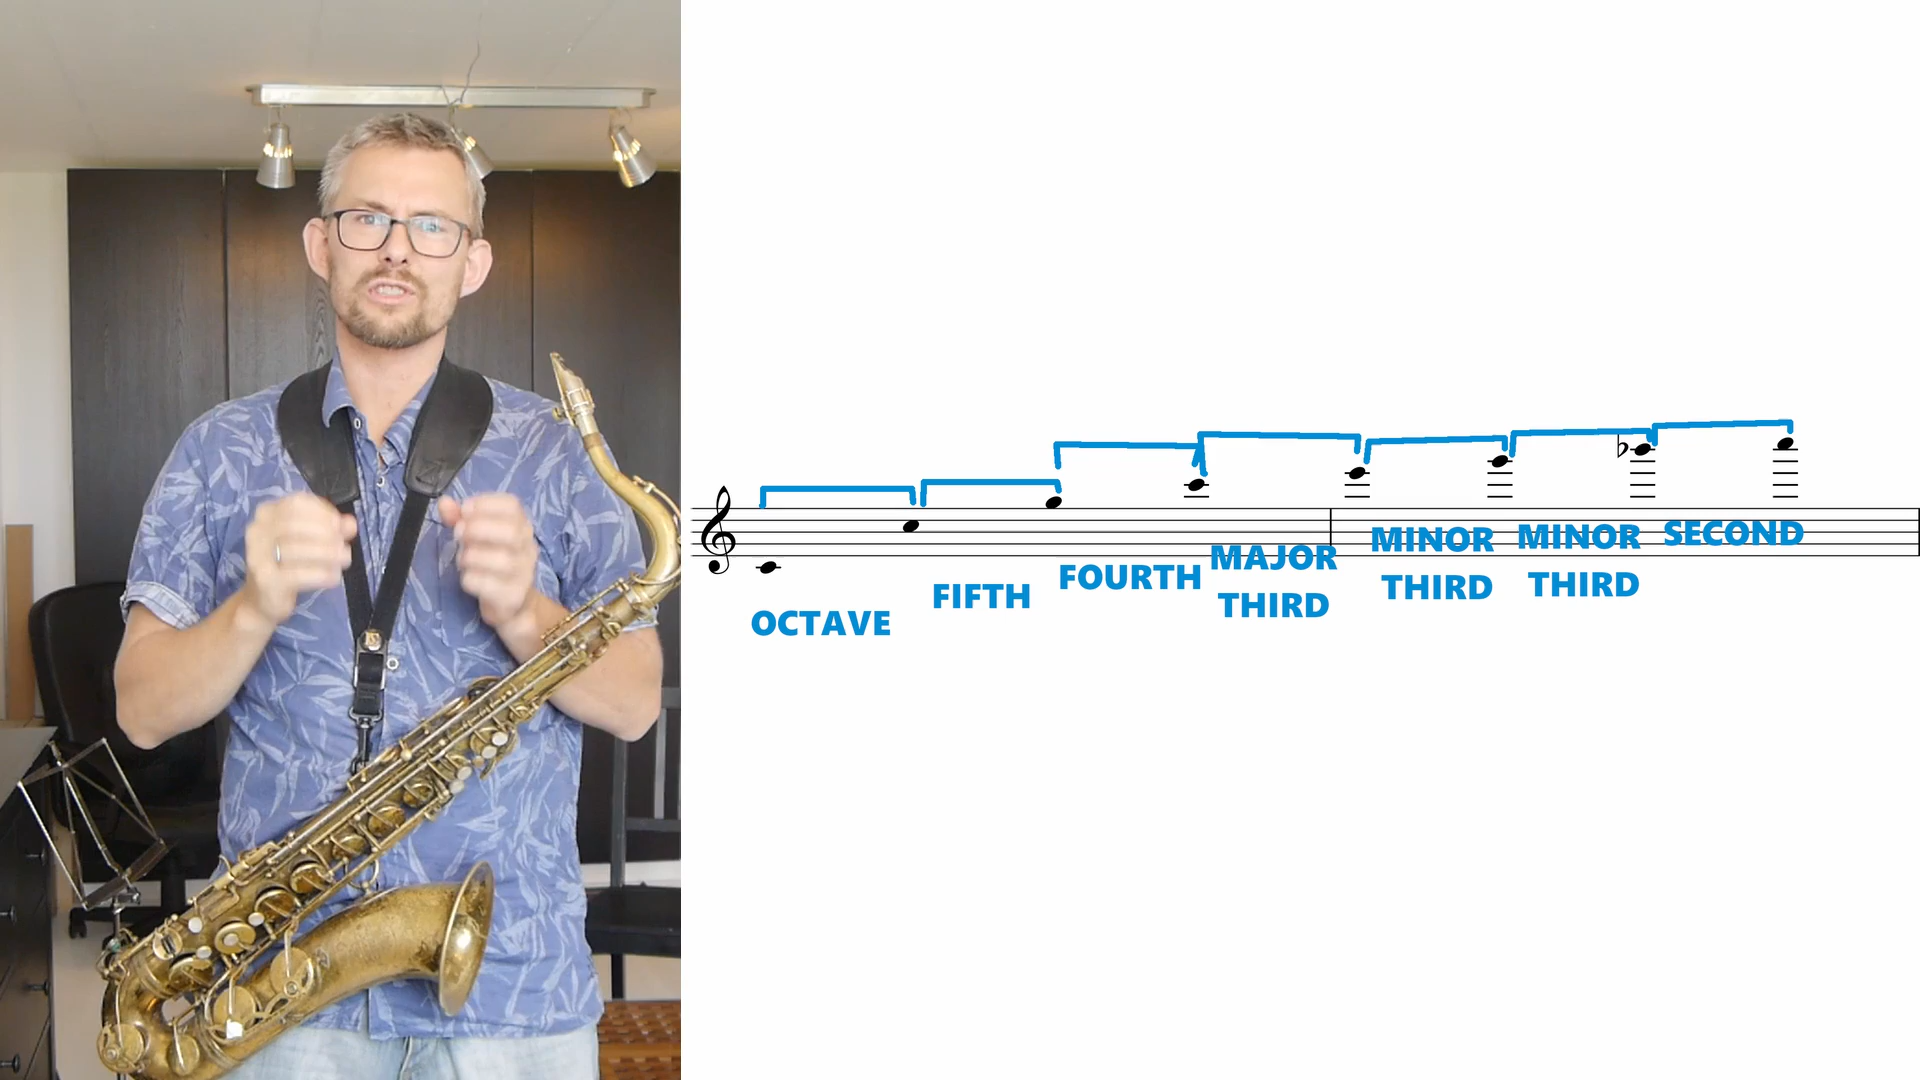 OCTAVE
FIFTH
FOURTH
MAJOR
THIRD
MINOR
THIRD
MINOR
THIRD
SECOND